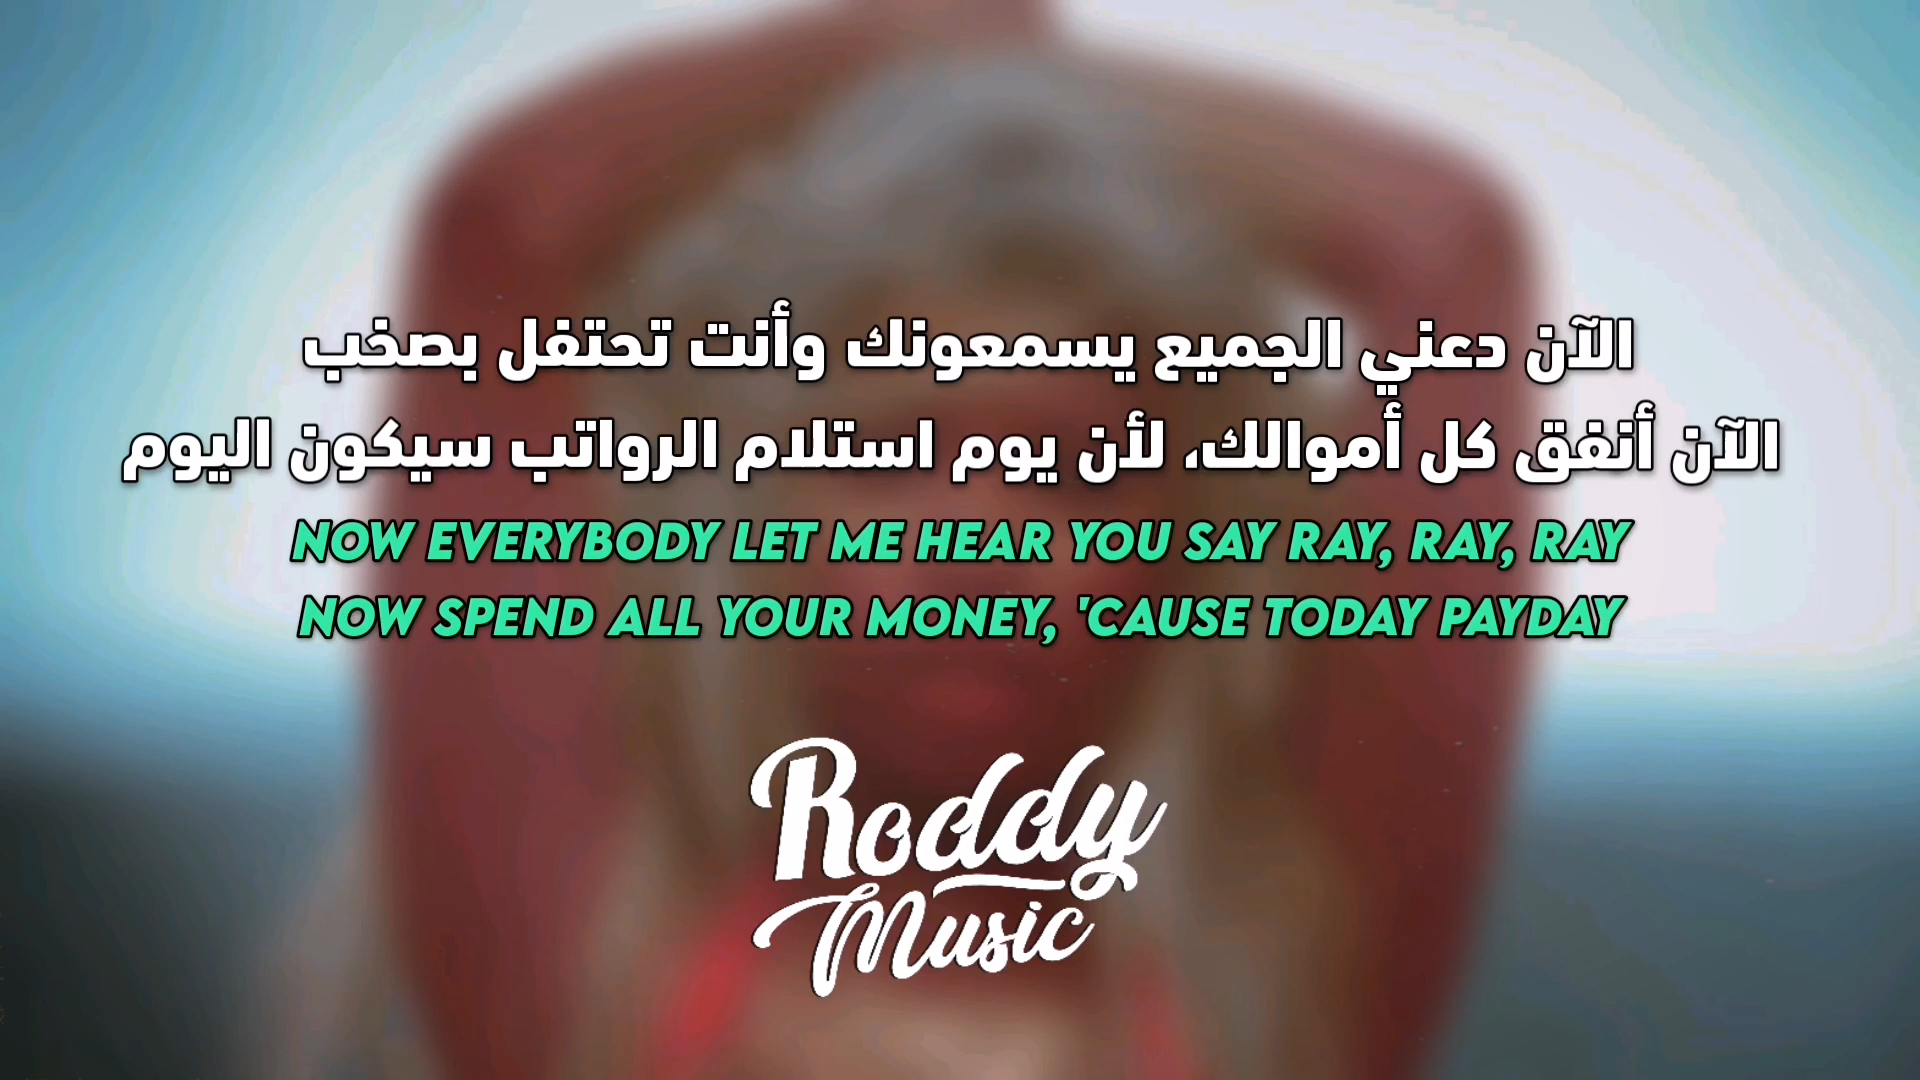 الآن دعني الجميع يسمعونك وأنت تحتفل بصخب
الآن أنفق كل أموالك، لأن يوم استلام الرواتب سيكون اليوم
NOW EVERYBODY LET ME HEAR YOU SAY RAY, RAY, RAY
NOW SPEND ALL YOUR MONEY, 'CAUSE TODAY PAYDAY
Roddy
Music